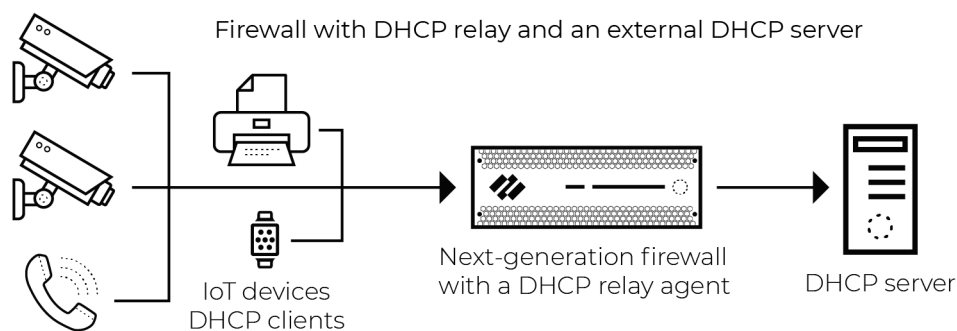 Firewall with DHCP relay and an external DHCP server
IoT devices
DHCP clients
Next-generation firewall
with a DHCP relay agent
DHCP server